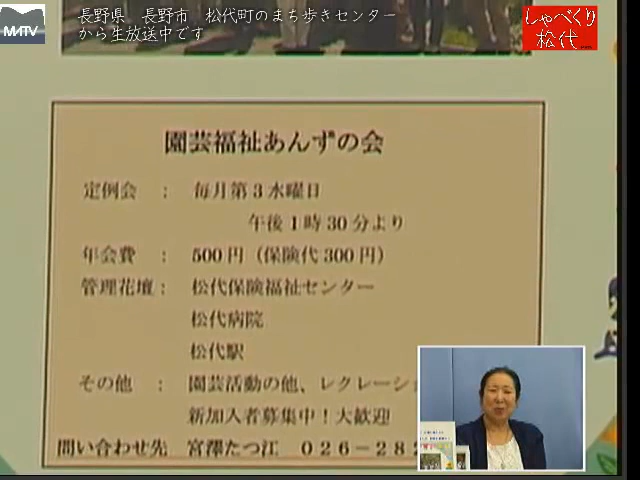 MATV
長野県　長野市　松代町のまち歩きセンター
から生放送中です
しゃべくり
松代
園芸福祉あんずの会
定例会　：　毎月第３水曜日
午後１時３０分より
年会費　：　５００円（保険代３００円）
管理花壇：　松代保険福祉センター
松代病院
松代駅
その他　：　園芸活動の他、レクレーシ
新加入者募集中！大歓迎
問い合わせ先　宮澤たつ江　０２６－２８２